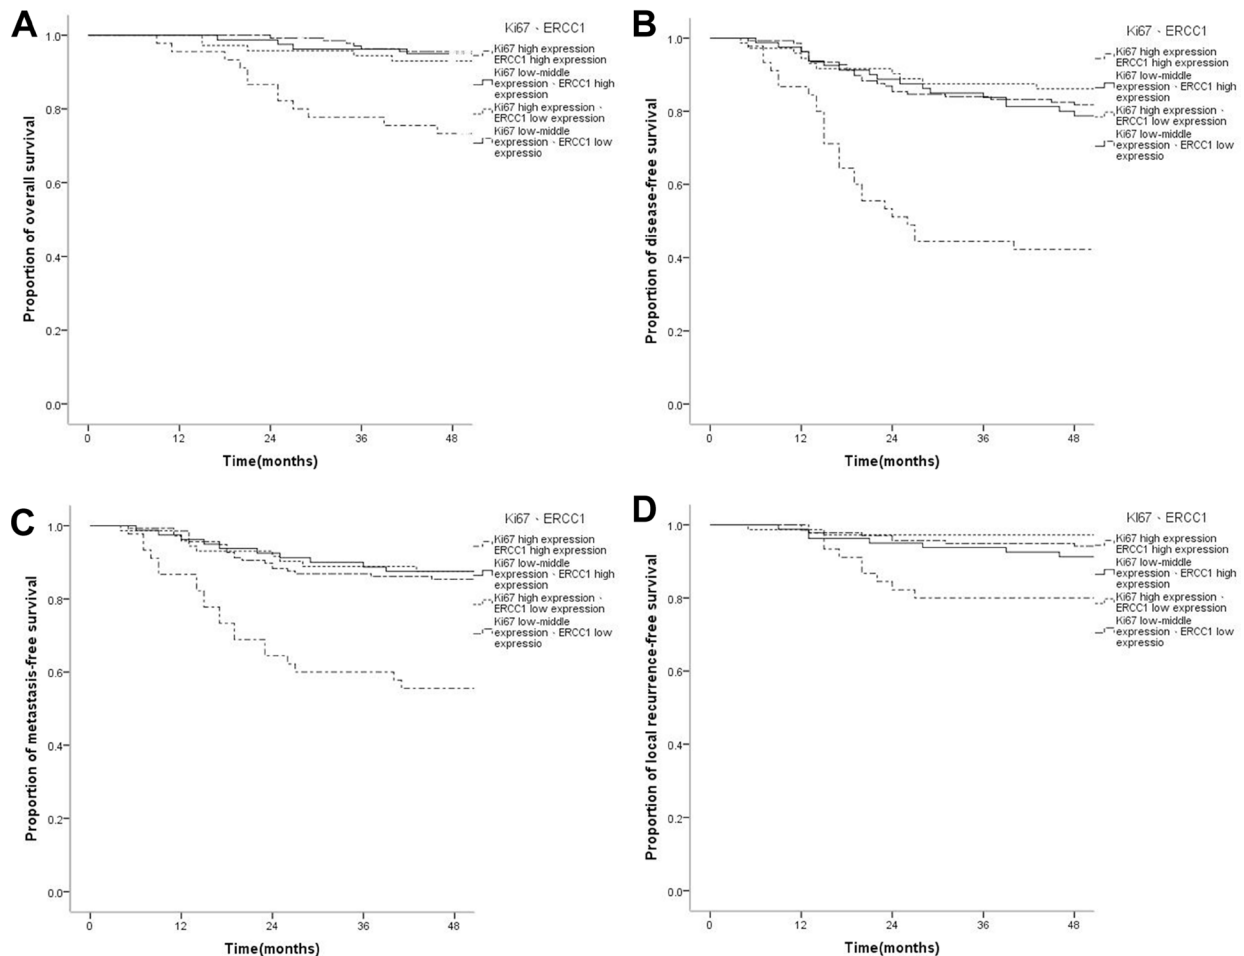 A
Ki67、ERCC1
Ki67 high expression
ERCC1 high expression
Ki67 low-middle
expression、ERCC1 high
expression
Ki67 high expression、
ERCC1 low expression
Ki67 low-middle
expression、ERCC1 low
expressio
Proportion of overall survival
1.0
0.8
0.6
0.4
0.2
0.0
0
12
24
36
48
Time(months)
B
Ki67、ERCC1
Ki67 high expression
ERCC1 high expression
Ki67 low-middle
expression、ERCC1 high
expression
Ki67 high expression、
ERCC1 low expression
Ki67 low-middle
expression、ERCC1 low
expressio
Proportion of disease-free survival
1.0
0.8
0.6
0.4
0.2
0.0
0
12
24
36
48
Time(months)
C
Ki67、ERCC1
Ki67 high expression
ERCC1 high expression
Ki67 low-middle
expression、ERCC1 high
expression
Ki67 high expression、
ERCC1 low expression
Ki67 low-middle
expression、ERCC1 low
expressio
Proportion of metastasis-free survival
1.0
0.8
0.6
0.4
0.2
0.0
0
12
24
36
48
Time(months)
D
KI67、ERCC1
Ki67 high expression
ERCC1 high expression
Ki67 low-middle
expression、ERCC1 high
expression
Ki67 high expression、
ERCC1 low expression
Ki67 low-middle
expression、ERCC1 low
expressio
Proportion of local recurrence-free survival
1.0
0.8
0.6
0.4
0.2
0.0
0
12
24
36
48
Time(months)